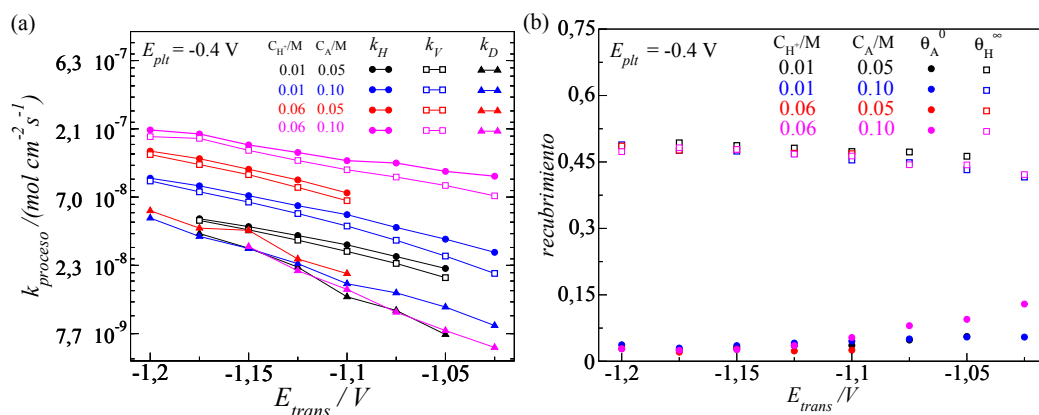 (a)
E_plt = -0.4 V
C_H⁺/M C_A/M k_H k_V k_D
0.01 0.05
0.01 0.10
0.06 0.05
0.06 0.10
6,3 10⁻⁷
2,1 10⁻⁷
7,0 10⁻⁸
2,3 10⁻⁸
7,7 10⁻⁹
k_proceso/(mol cm⁻² s⁻¹)
-1,2 -1,15 -1,1 -1,05
E_trans / V
(b)
E_plt = -0.4 V
C_H⁺/M C_A/M θ_A⁰ θ_H^∞
0.01 0.05
0.01 0.10
0.06 0.05
0.06 0.10
0,75
0,6
0,45
0,3
0,15
0
recubrimiento
-1,2 -1,15 -1,1 -1,05
E_trans / V